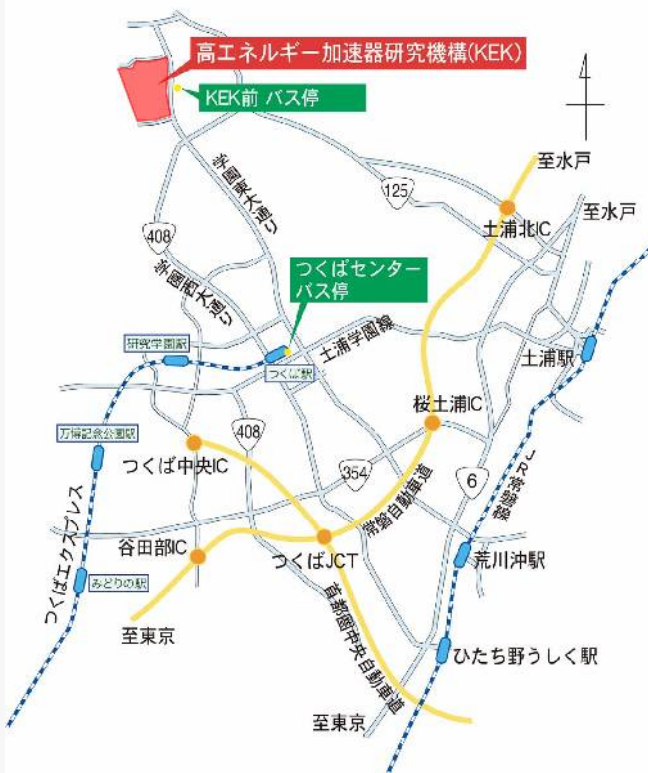 高エネルギー加速器研究機構(KEK)
KEK前 バス停
至水戸
125
学園東大通り
至水戸
土浦北IC
408
学園西大通り
つくばセンター
バス停
研究学園駅
つくば駅
土浦学園線
土浦駅
桜土浦IC
万博記念公園駅
つくば中央IC
408
354
6
JR常磐線
常磐自動車道
谷田部IC
つくばJCT
荒川沖駅
つくばエクスプレス
みどりの駅
至東京
首都圏中央自動車道
ひたち野うしく駅
至東京